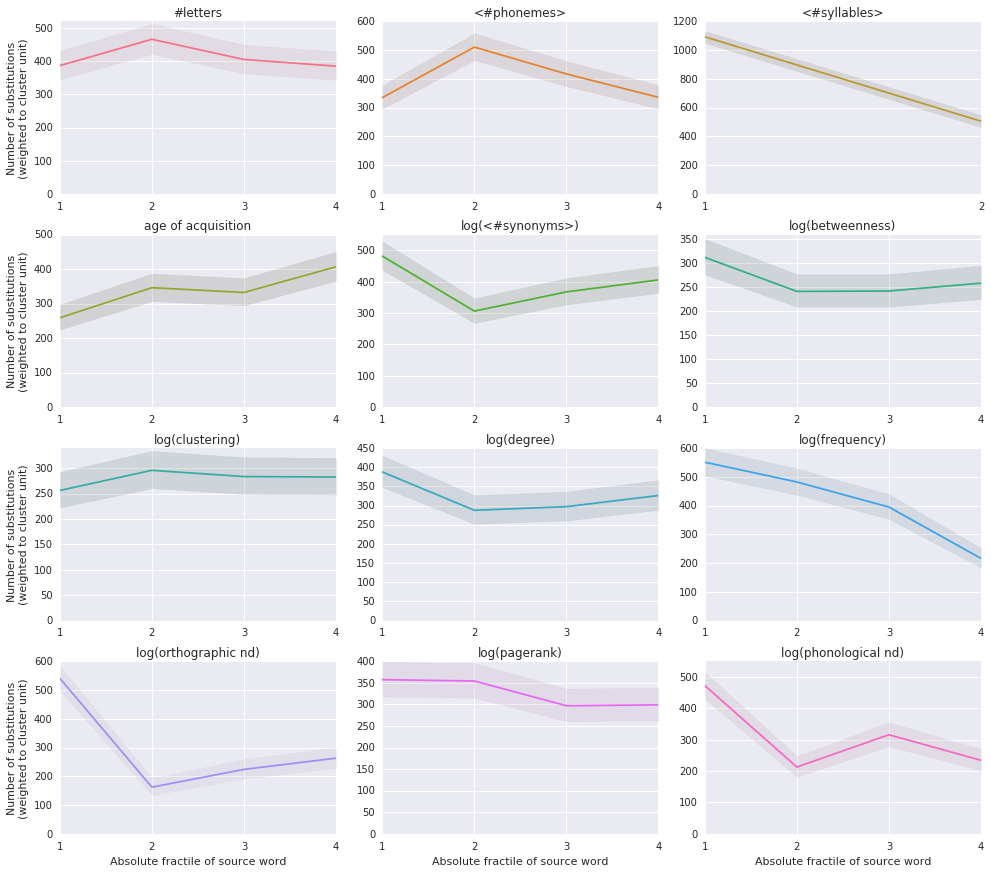 #letters
<#phonemes>
<#syllables>
Number of substitutions
(weighted to cluster unit)
500
400
300
200
100
0
1 2 3 4
600
500
400
300
200
100
0
1 2 3 4
1200
1000
800
600
400
200
0
1 2
age of acquisition
log(<#synonyms>)
log(betweenness)
Number of substitutions
(weighted to cluster unit)
500
400
300
200
100
0
1 2 3 4
500
400
300
200
100
0
1 2 3 4
350
300
250
200
150
100
50
0
1 2 3 4
log(clustering)
log(degree)
log(frequency)
Number of substitutions
(weighted to cluster unit)
300
250
200
150
100
50
0
1 2 3 4
450
400
350
300
250
200
150
100
50
0
1 2 3 4
600
500
400
300
200
100
0
1 2 3 4
log(orthographic nd)
log(pagerank)
log(phonological nd)
Number of substitutions
(weighted to cluster unit)
600
500
400
300
200
100
0
1 2 3 4
Absolute fractile of source word
400
350
300
250
200
150
100
50
0
1 2 3 4
Absolute fractile of source word
500
400
300
200
100
0
1 2 3 4
Absolute fractile of source word